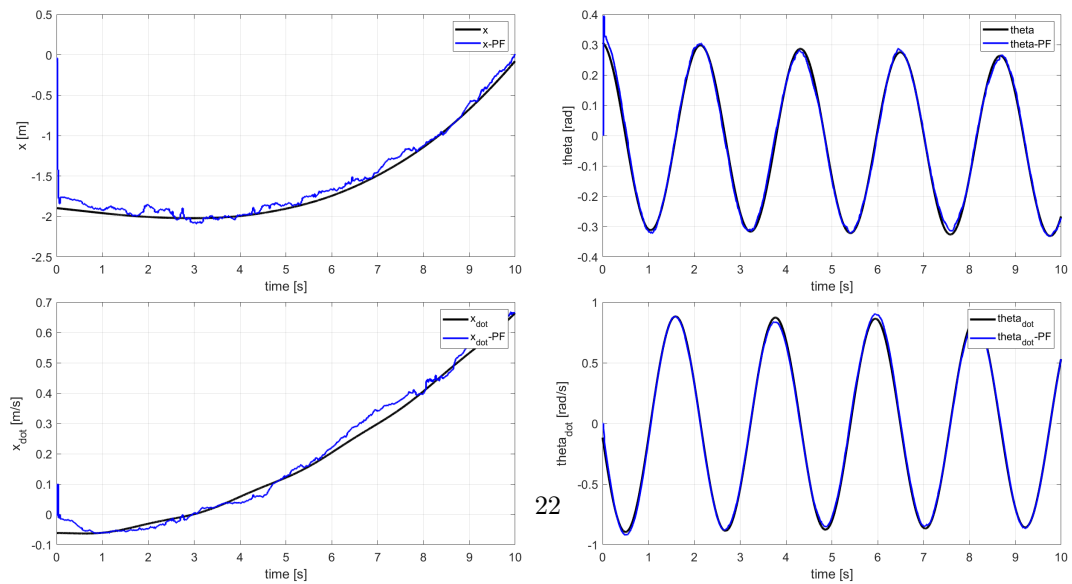 0.5
0
-0.5
-1
-1.5
-2
-2.5
x [m]
x
x-PF
0 1 2 3 4 5 6 7 8 9 10
time [s]
0.4
0.3
0.2
0.1
0
-0.1
-0.2
-0.3
-0.4
theta [rad]
theta
theta-PF
0 1 2 3 4 5 6 7 8 9 10
time [s]
0.7
0.6
0.5
0.4
0.3
0.2
0.1
0
-0.1
x_dot [m/s]
x_dot
x_dot-PF
0 1 2 3 4 5 6 7 8 9 10
time [s]
22
1
0.5
0
-0.5
-1
theta_dot [rad/s]
theta_dot
theta_dot-PF
0 1 2 3 4 5 6 7 8 9 10
time [s]